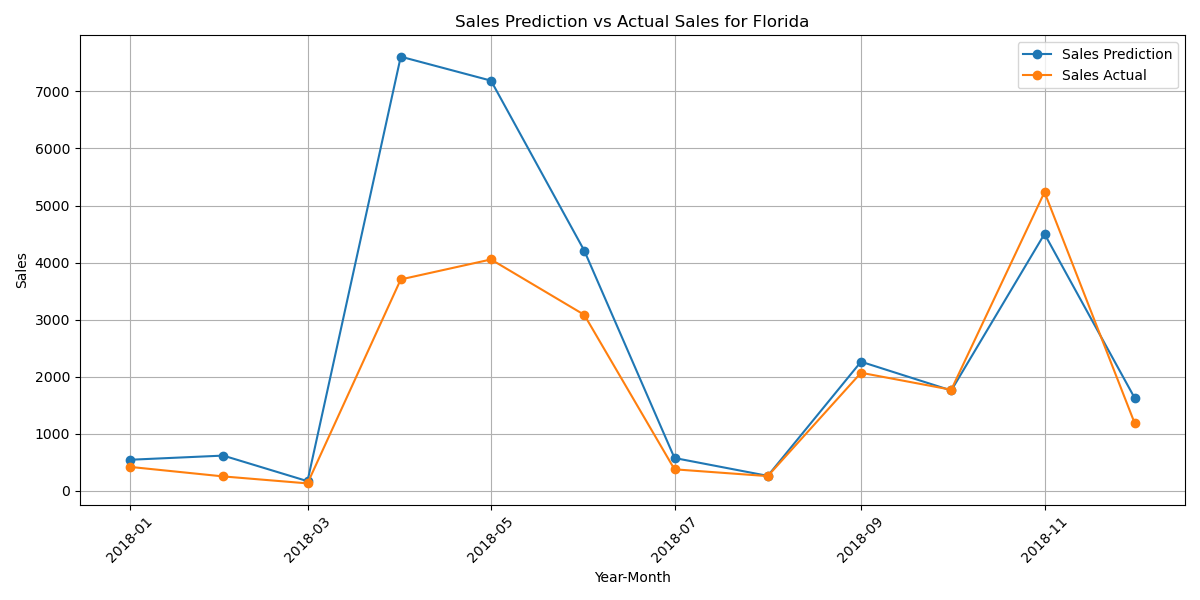 Sales Prediction vs Actual Sales for Florida
Sales Prediction
Sales Actual
Sales
7000
6000
5000
4000
3000
2000
1000
0
2018-01
2018-03
2018-05
2018-07
2018-09
2018-11
Year-Month